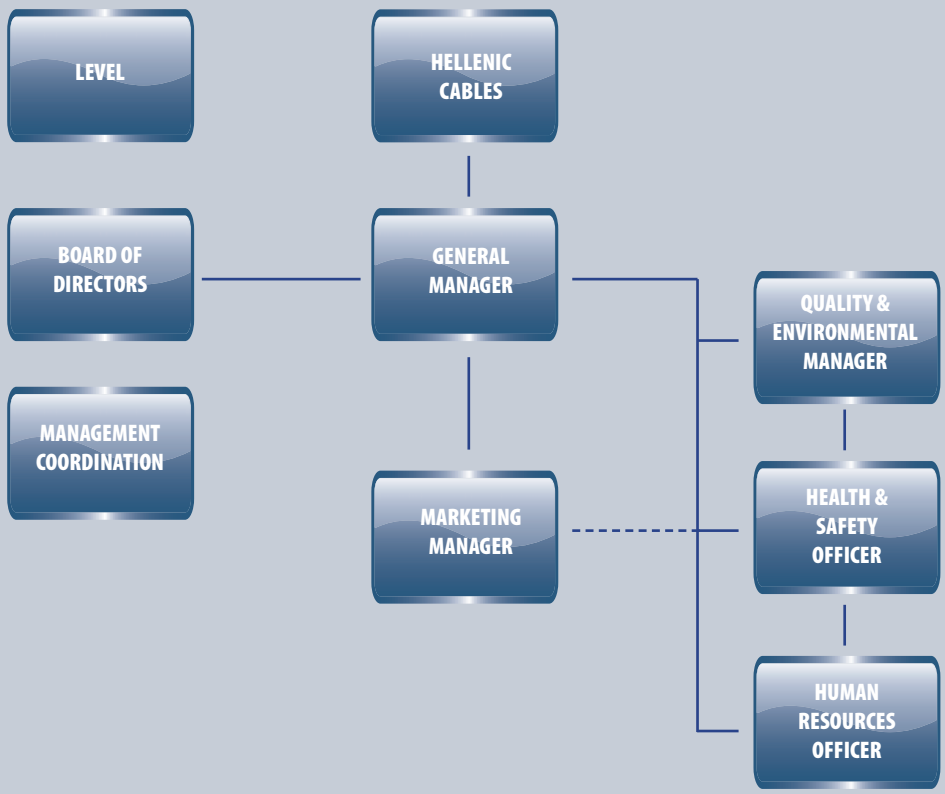 LEVEL
HELLENIC
CABLES
BOARD OF
DIRECTORS
GENERAL
MANAGER
QUALITY &
ENVIRONMENTAL
MANAGER
MANAGEMENT
COORDINATION
MARKETING
MANAGER
HEALTH &
SAFETY
OFFICER
HUMAN
RESOURCES
OFFICER